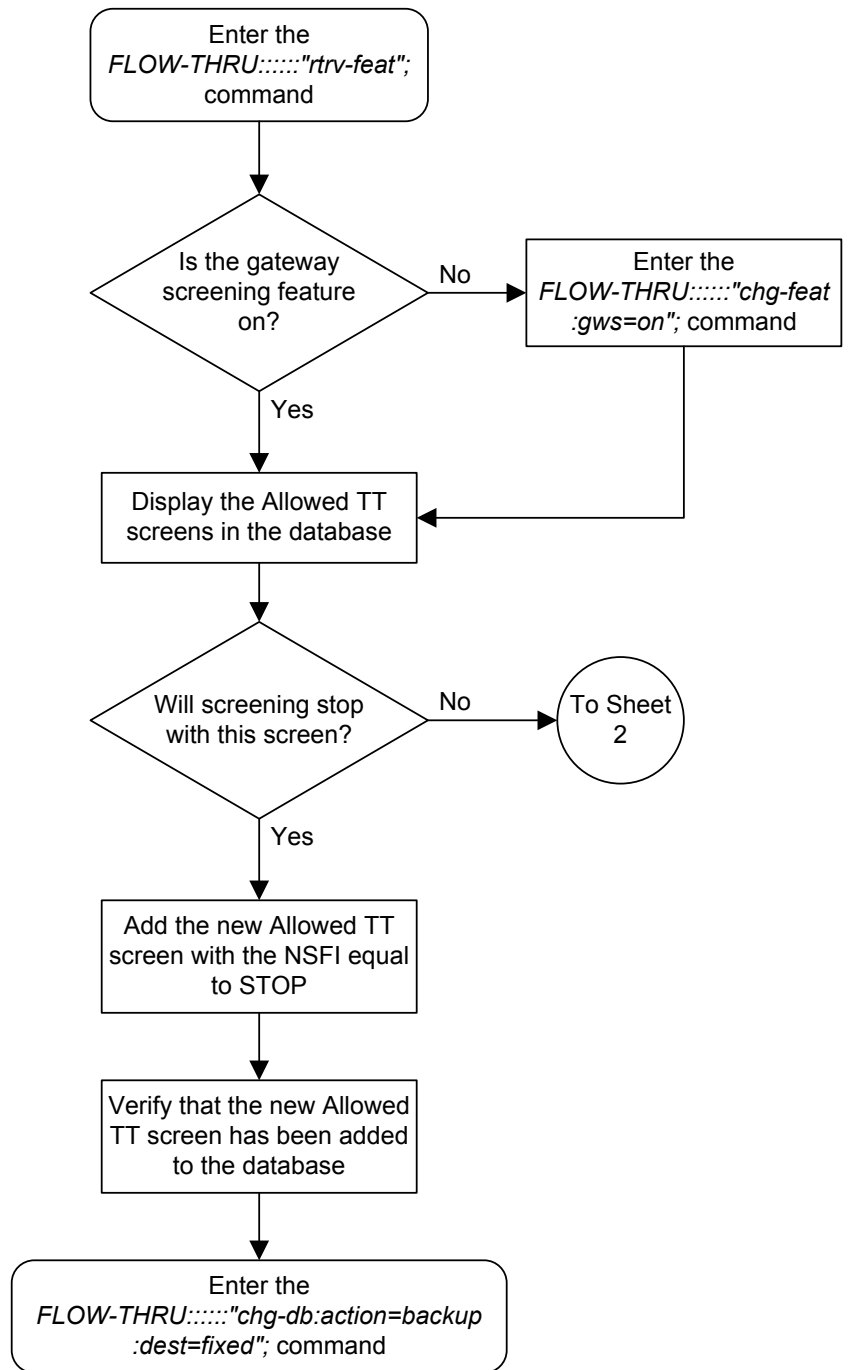 Enter the
FLOW-THRU::::::"rtrv-feat";
command
Is the gateway
screening feature
on?
No
Enter the
FLOW-THRU::::::"chg-feat
:gws=on"; command
Yes
Display the Allowed TT
screens in the database
Will screening stop
with this screen?
No
To Sheet
2
Yes
Add the new Allowed TT
screen with the NSFI equal
to STOP
Verify that the new Allowed
TT screen has been added
to the database
Enter the
FLOW-THRU::::::"chg-db:action=backup
:dest=fixed"; command